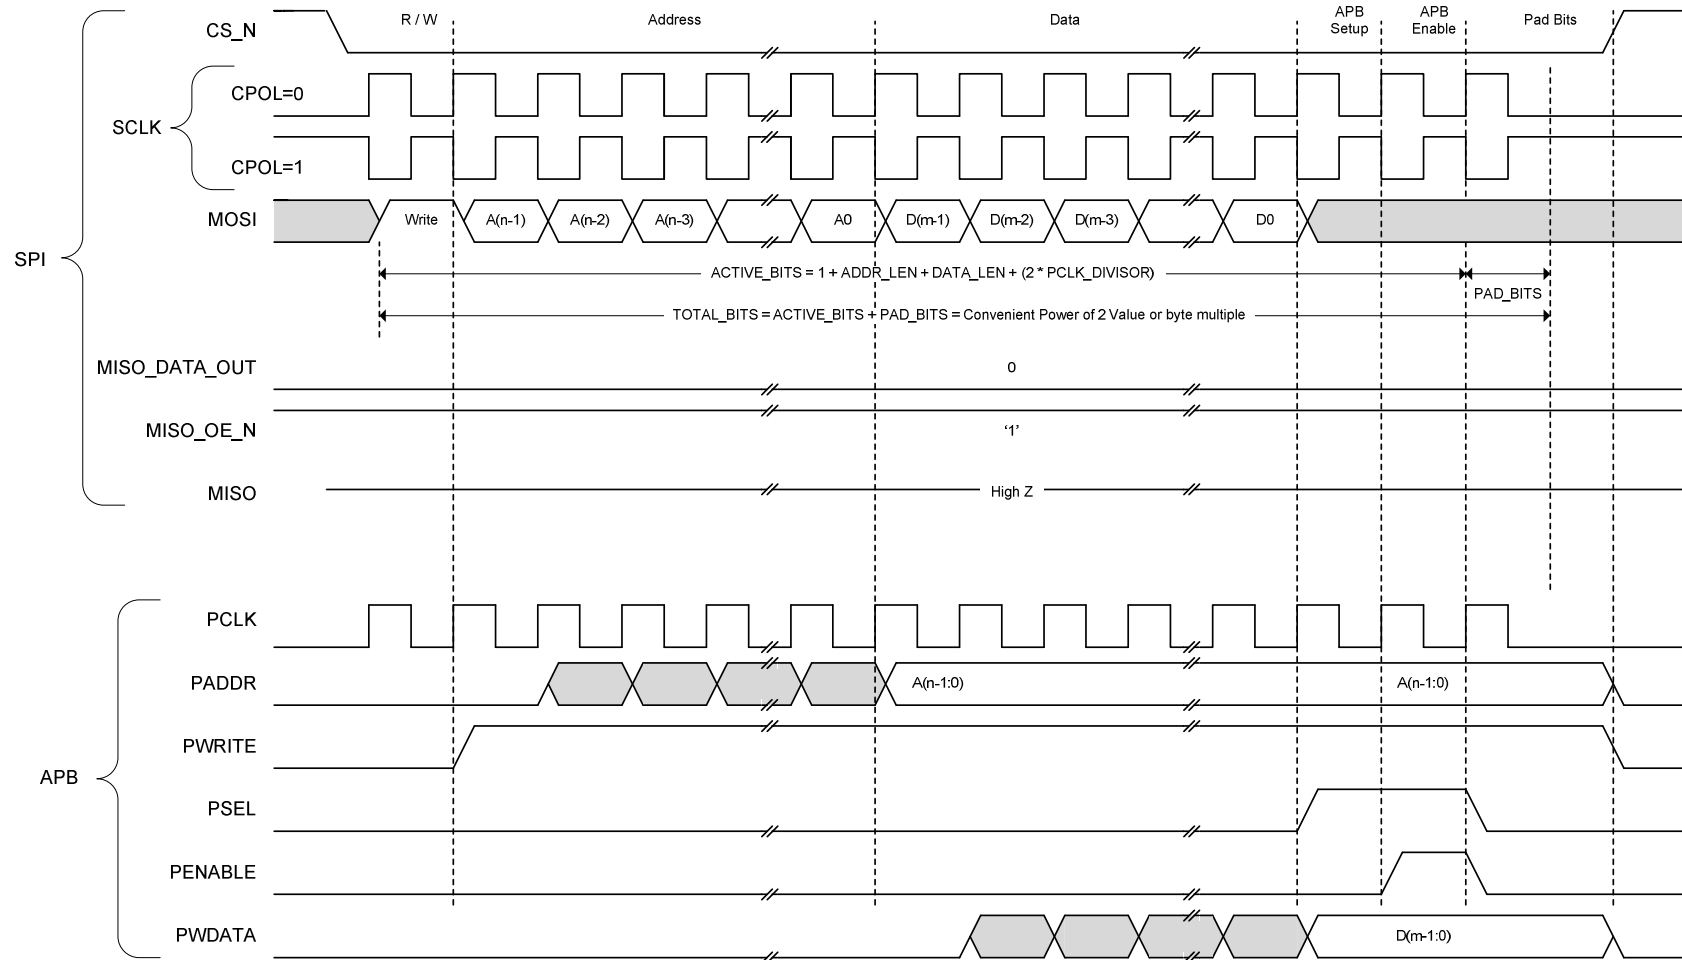 R / W
Address
Data
APB
Setup
APB
Enable
Pad Bits
CS_N
CPOL=0
SCLK
CPOL=1
MOSI
Write
A(n-1)
A(n-2)
A(n-3)
A0
D(m-1)
D(m-2)
D(m-3)
D0
SPI
ACTIVE_BITS = 1 + ADDR_LEN + DATA_LEN + (2 * PCLK_DIVISOR)
PAD_BITS
TOTAL_BITS = ACTIVE_BITS + PAD_BITS = Convenient Power of 2 Value or byte multiple
MISO_DATA_OUT
0
MISO_OE_N
‘1’
MISO
High Z
PCLK
PADDR
A(n-1:0)
A(n-1:0)
PWRITE
APB
PSEL
PENABLE
PWDATA
D(m-1:0)